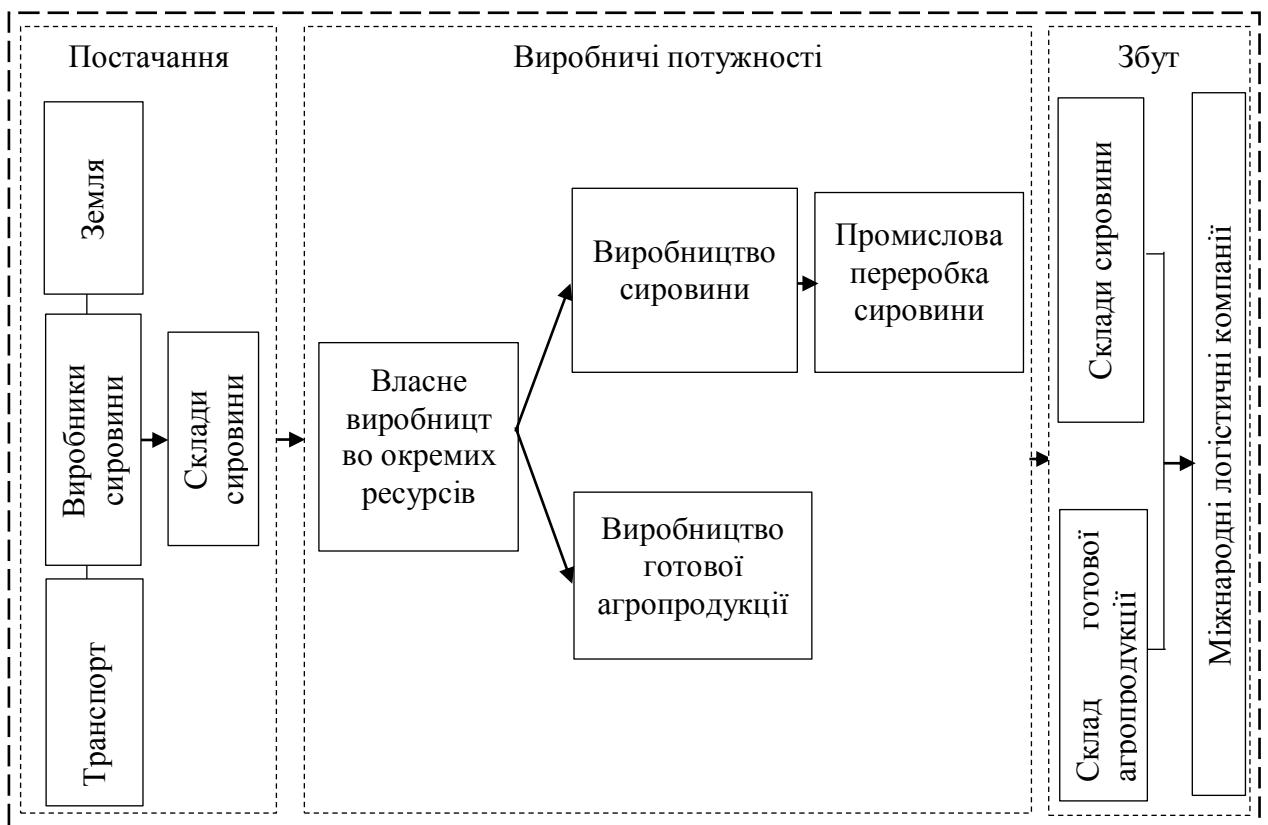 Постачання
Земля
Виробники
сировини
Транспорт
Склади
сировини
Виробничі потужності
Власне
виробницт
во окремих
ресурсів
Виробництво
сировини
Промислова
переробка
сировини
Виробництво
готової
агропродукції
Збут
Склади сировини
Склад готової
агропродукції
Міжнародні логістичні компанії